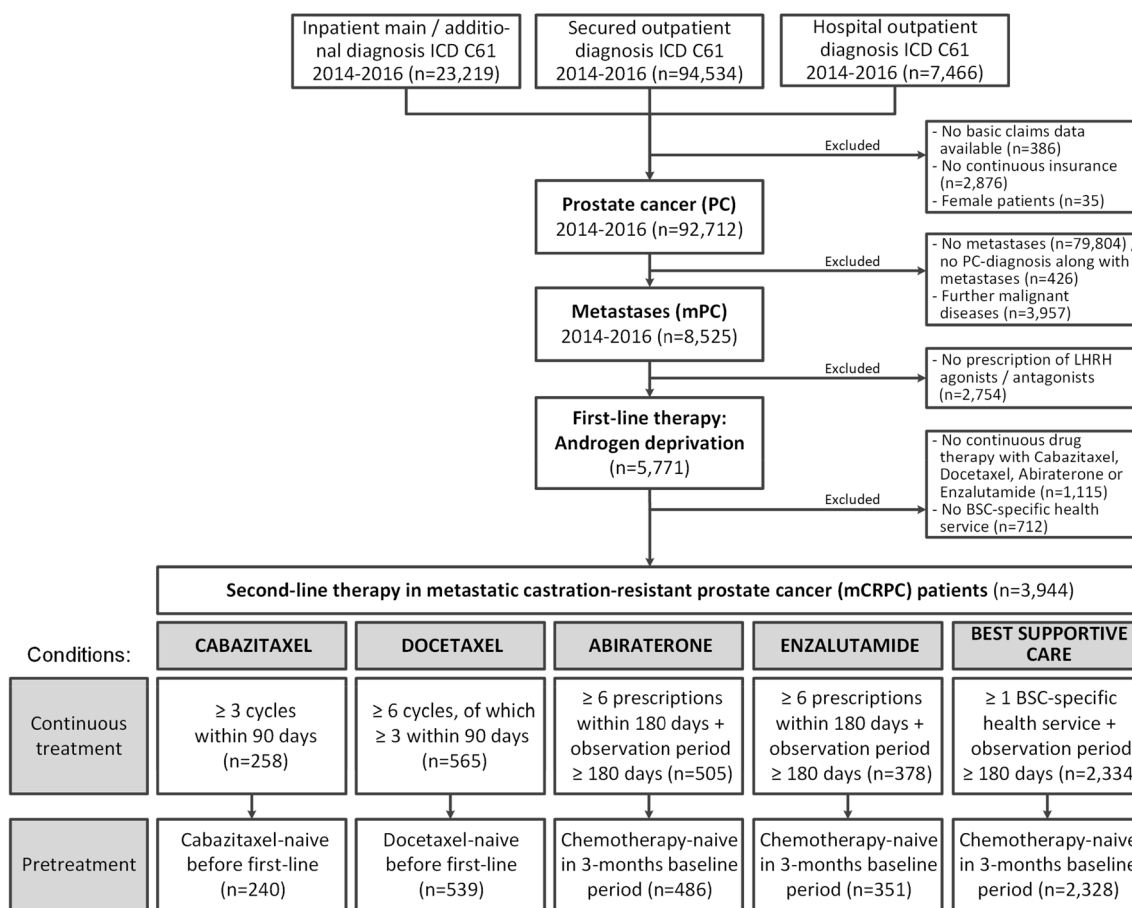 Inpatient main / additio-
nal diagnosis ICD C61
2014-2016 (n=23,219)
Secured outpatient
diagnosis ICD C61
2014-2016 (n=94,534)
Hospital outpatient
diagnosis ICD C61
2014-2016 (n=7,466)
Excluded
- No basic claims data
available (n=386)
- No continuous insurance
(n=2,876)
- Female patients (n=35)
Prostate cancer (PC)
2014-2016 (n=92,712)
Excluded
- No metastases (n=79,804) ,
no PC-diagnosis along with
metastases (n=426)
- Further malignant
diseases (n=3,957)
Metastases (mPC)
2014-2016 (n=8,525)
Excluded
- No prescription of LHRH
agonists / antagonists
(n=2,754)
First-line therapy:
Androgen deprivation
(n=5,771)
Excluded
- No continuous drug
therapy with Cabazitaxel,
Docetaxel, Abiraterone or
Enzalutamide (n=1,115)
- No BSC-specific health
service (n=712)
Second-line therapy in metastatic castration-resistant prostate cancer (mCRPC) patients (n=3,944)
Conditions:
CABAZITAXEL
DOCETAXEL
ABIRATERONE
ENZALUTAMIDE
BEST SUPPORTIVE
CARE
Continuous
treatment
≥ 3 cycles
within 90 days
(n=258)
≥ 6 cycles, of which
≥ 3 within 90 days
(n=565)
≥ 6 prescriptions
within 180 days +
observation period
≥ 180 days (n=505)
≥ 6 prescriptions
within 180 days +
observation period
≥ 180 days (n=378)
≥ 1 BSC-specific
health service +
observation period
≥ 180 days (n=2,334
Pretreatment
Cabazitaxel-naive
before first-line
(n=240)
Docetaxel-naive
before first-line
(n=539)
Chemotherapy-naive
in 3-months baseline
period (n=486)
Chemotherapy-naive
in 3-months baseline
period (n=351)
Chemotherapy-naive
in 3-months baseline
period (n=2,328)